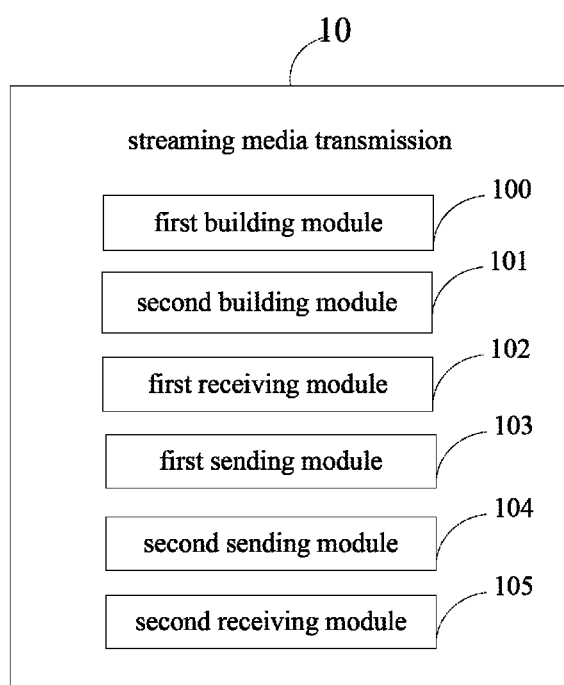 10
streaming media transmission
100
first building module
101
second building module
102
first receiving module
103
first sending module
104
second sending module
105
second receiving module